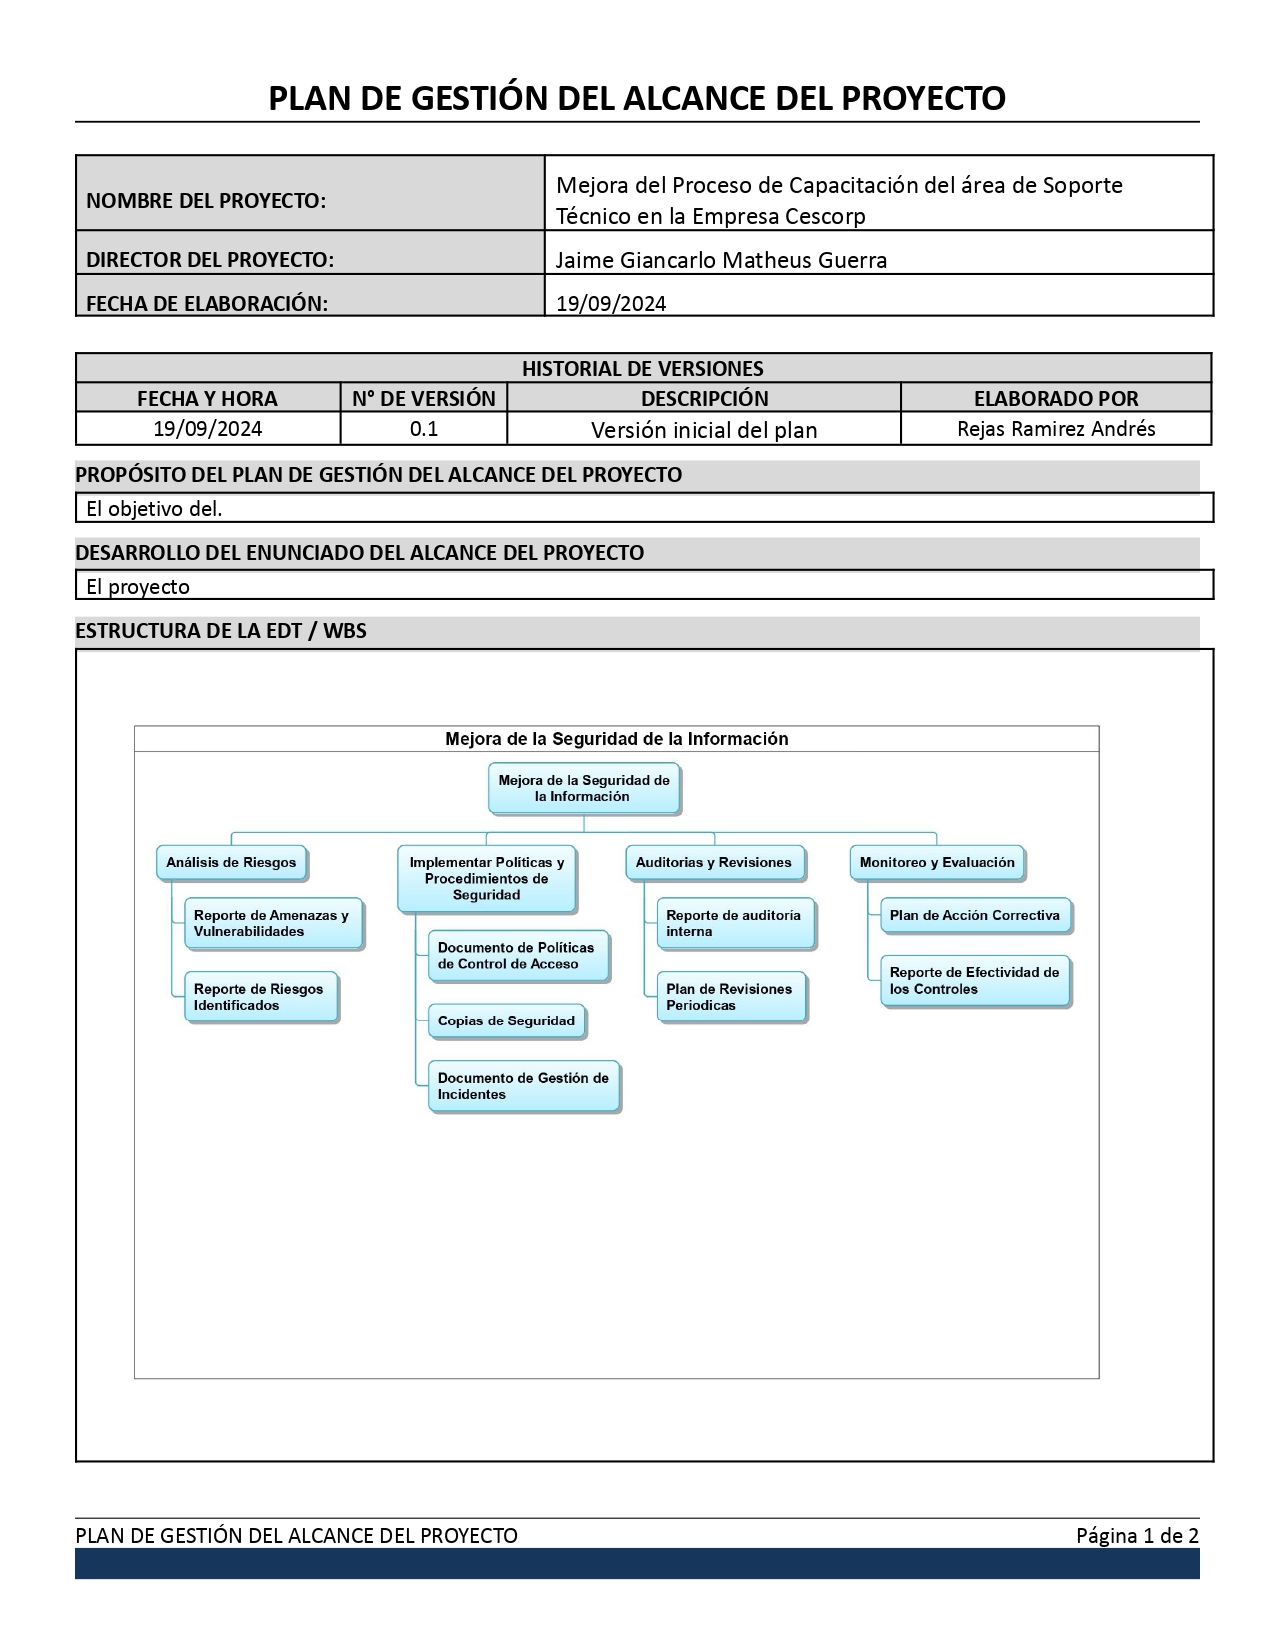 PLAN DE GESTIÓN DEL ALCANCE DEL PROYECTO
NOMBRE DEL PROYECTO:
Mejora del Proceso de Capacitación del área de Soporte
Técnico en la Empresa Cescorp
DIRECTOR DEL PROYECTO:
Jaime Giancarlo Matheus Guerra
FECHA DE ELABORACIÓN:
19/09/2024
HISTORIAL DE VERSIONES
FECHA Y HORA
N° DE VERSIÓN
DESCRIPCIÓN
ELABORADO POR
19/09/2024
0.1
Versión inicial del plan
Rejas Ramirez Andrés
PROPÓSITO DEL PLAN DE GESTIÓN DEL ALCANCE DEL PROYECTO
El objetivo del.
DESARROLLO DEL ENUNCIADO DEL ALCANCE DEL PROYECTO
El proyecto
ESTRUCTURA DE LA EDT / WBS
Mejora de la Seguridad de la Información
Mejora de la Seguridad de
la Información
Análisis de Riesgos
Reporte de Amenazas y
Vulnerabilidades
Reporte de Riesgos
Identificados
Implementar Políticas y
Procedimientos de
Seguridad
Documento de Políticas
de Control de Acceso
Copias de Seguridad
Documento de Gestión de
Incidentes
Auditorias y Revisiones
Reporte de auditoría
interna
Plan de Revisiones
Periodicas
Monitoreo y Evaluación
Plan de Acción Correctiva
Reporte de Efectividad de
los Controles
PLAN DE GESTIÓN DEL ALCANCE DEL PROYECTO
Página 1 de 2